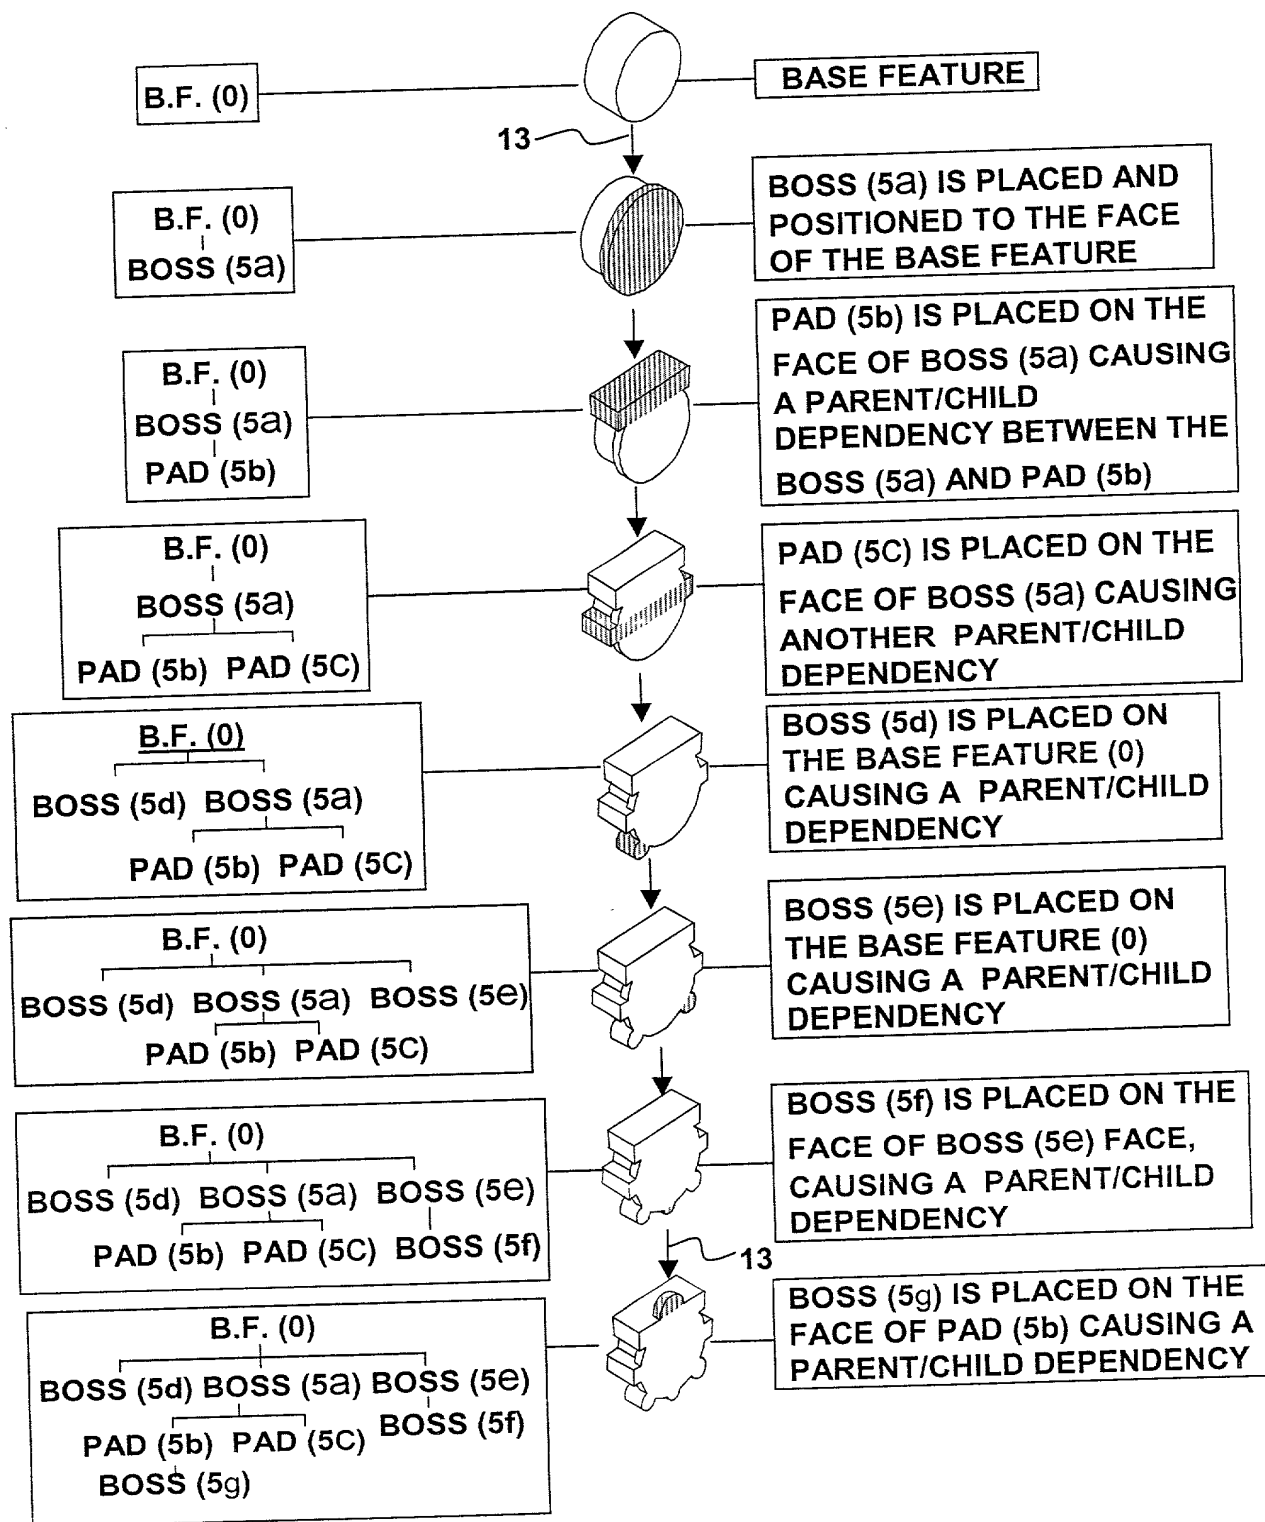 B.F. (0)
BASE FEATURE
13
B.F. (0)
BOSS (5a)
BOSS (5a) IS PLACED AND
POSITIONED TO THE FACE
OF THE BASE FEATURE
B.F. (0)
BOSS (5a)
PAD (5b)
PAD (5b) IS PLACED ON THE
FACE OF BOSS (5a) CAUSING
A PARENT/CHILD
DEPENDENCY BETWEEN THE
BOSS (5a) AND PAD (5b)
B.F. (0)
BOSS (5a)
PAD (5b) PAD (5C)
PAD (5C) IS PLACED ON THE
FACE OF BOSS (5a) CAUSING
ANOTHER PARENT/CHILD
DEPENDENCY
B.F. (0)
BOSS (5d) BOSS (5a)
PAD (5b) PAD (5C)
BOSS (5d) IS PLACED ON
THE BASE FEATURE (0)
CAUSING A PARENT/CHILD
DEPENDENCY
B.F. (0)
BOSS (5d) BOSS (5a) BOSS (5e)
PAD (5b) PAD (5C)
BOSS (5e) IS PLACED ON
THE BASE FEATURE (0)
CAUSING A PARENT/CHILD
DEPENDENCY
B.F. (0)
BOSS (5d) BOSS (5a) BOSS (5e)
PAD (5b) PAD (5C) BOSS (5f)
BOSS (5f) IS PLACED ON THE
FACE OF BOSS (5e) FACE,
CAUSING A PARENT/CHILD
DEPENDENCY
13
B.F. (0)
BOSS (5d) BOSS (5a) BOSS (5e)
PAD (5b) PAD (5C) BOSS (5f)
BOSS (5g)
BOSS (5g) IS PLACED ON THE
FACE OF PAD (5b) CAUSING A
PARENT/CHILD DEPENDENCY